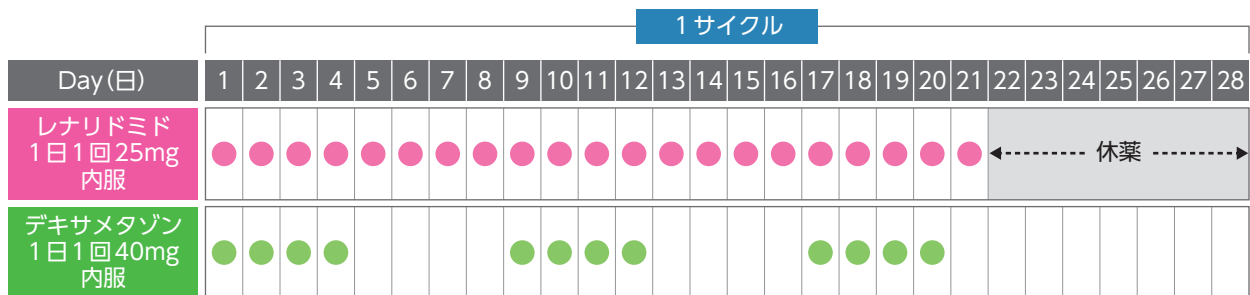 1サイクル
Day(日) 1 2 3 4 5 6 7 8 9 10 11 12 13 14 15 16 17 18 19 20 21 22 23 24 25 26 27 28
レナリドミド
1日1回25mg
内服
休薬
デキサメタゾン
1日1回40mg
内服